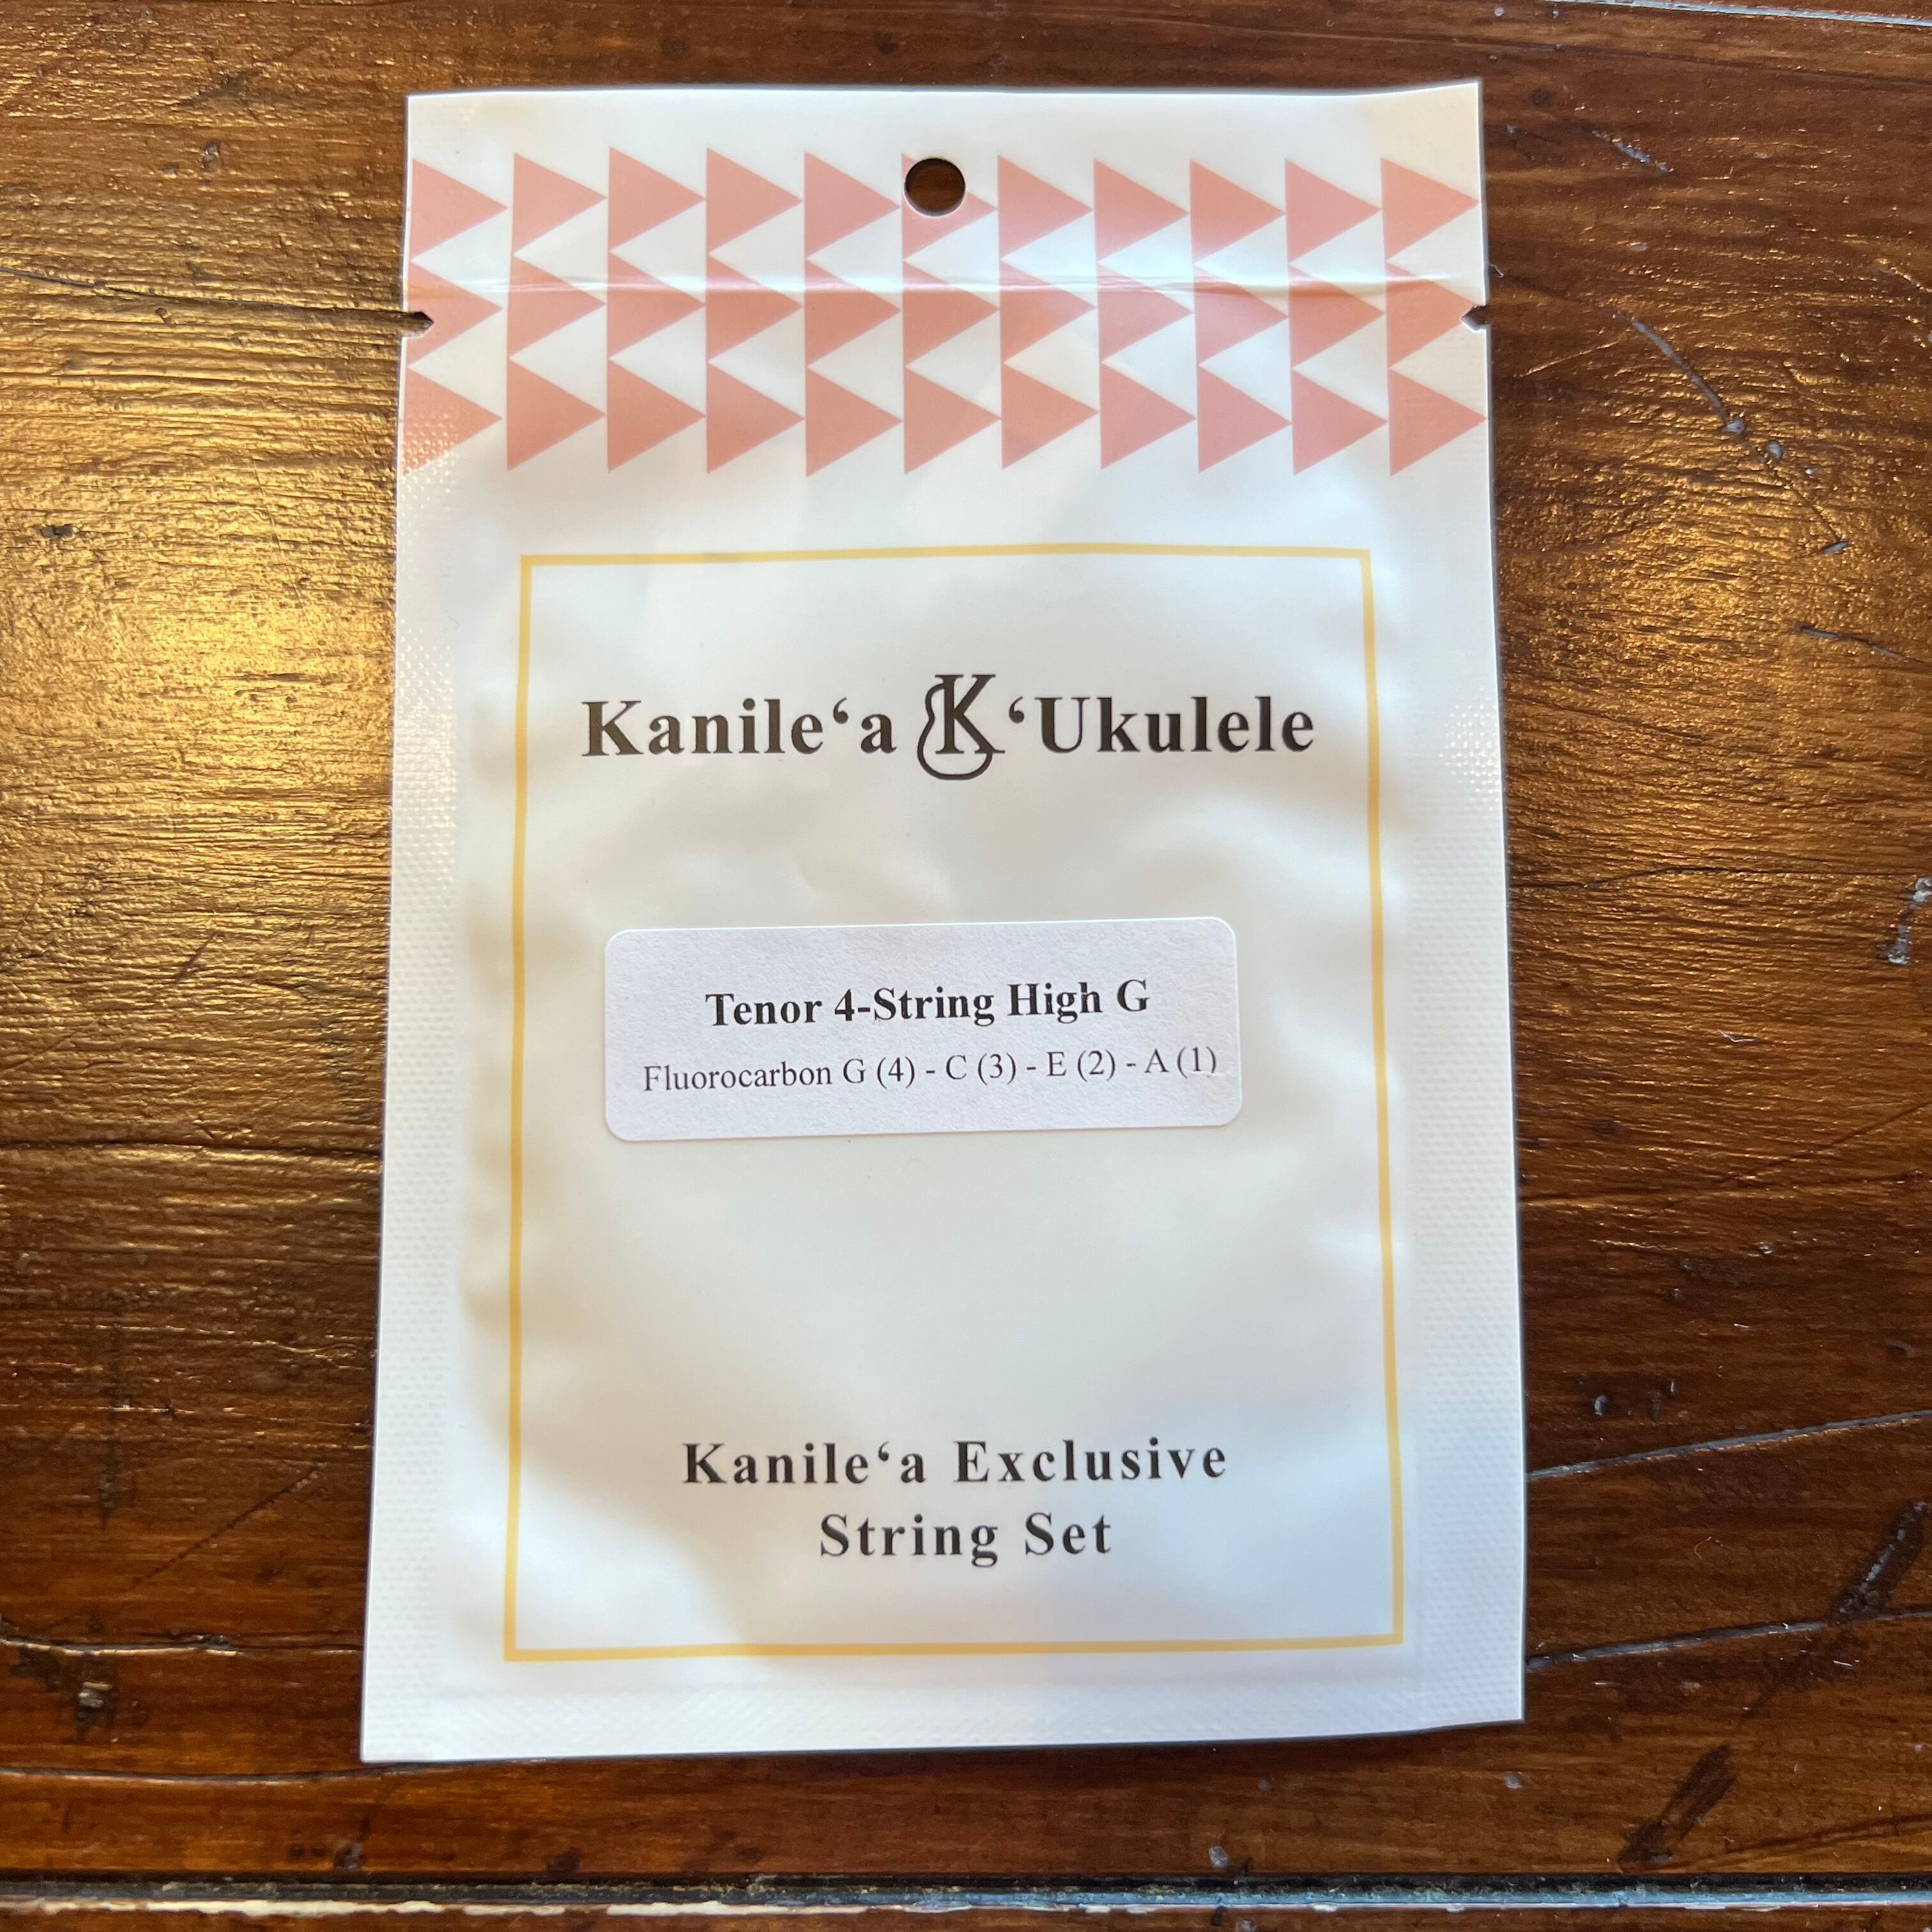 Kanile‘a K ‘Ukulele
Tenor 4-String High G
Fluorocarbon G (4) - C (3) - E (2) - A (1)
Kanile‘a Exclusive
String Set